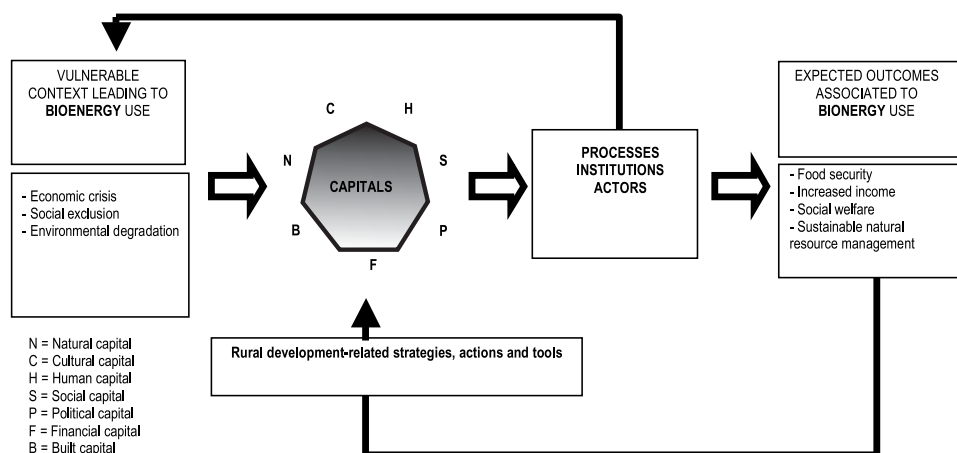 VULNERABLE
CONTEXT LEADING TO
BIOENERGY USE
- Economic crisis
- Social exclusion
- Environmental degradation
C
H
N
S
CAPITALS
B
P
F
PROCESSES
INSTITUTIONS
ACTORS
EXPECTED OUTCOMES
ASSOCIATED TO
BIONERGY USE
- Food security
- Increased income
- Social welfare
- Sustainable natural
resource management
Rural development-related strategies, actions and tools
N = Natural capital
C = Cultural capital
H = Human capital
S = Social capital
P = Political capital
F = Financial capital
B = Built capital